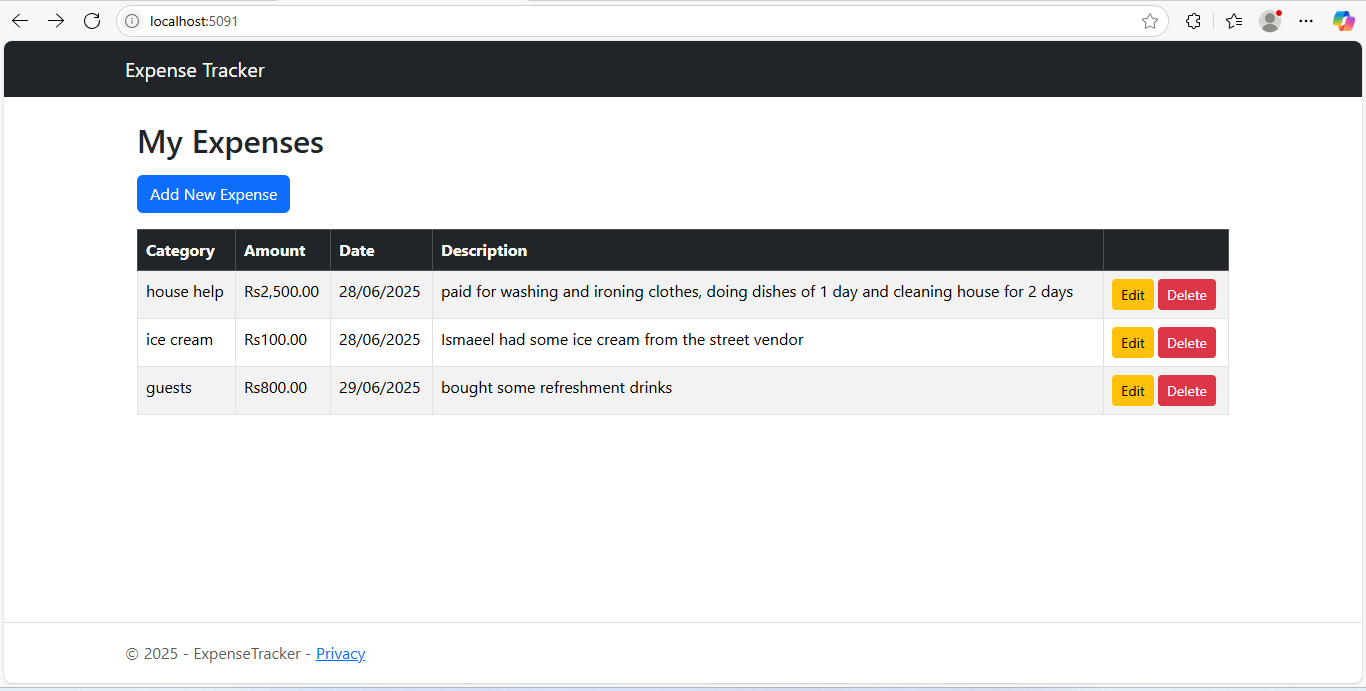 localhost:5091
Expense Tracker
My Expenses
Add New Expense
Category Amount Date Description
house help Rs2,500.00 28/06/2025 paid for washing and ironing clothes, doing dishes of 1 day and cleaning house for 2 days Edit Delete
ice cream Rs100.00 28/06/2025 Ismaeel had some ice cream from the street vendor Edit Delete
guests Rs800.00 29/06/2025 bought some refreshment drinks Edit Delete
© 2025 - ExpenseTracker - Privacy